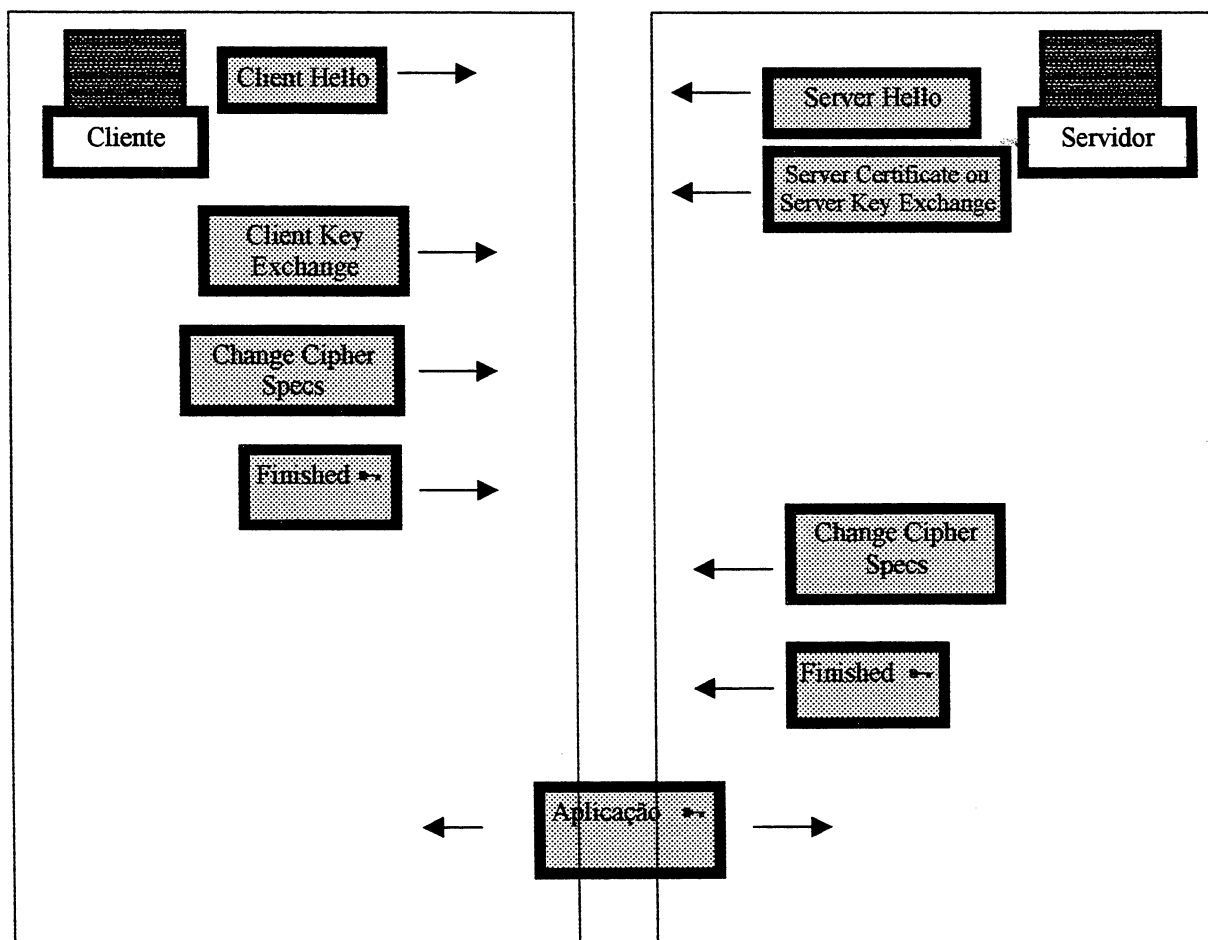 Client Hello
Cliente
Server Hello
Servidor
Server Certificate ou
Server Key Exchange
Client Key
Exchange
Change Cipher
Specs
Finished
Change Cipher
Specs
Finished
Aplicação